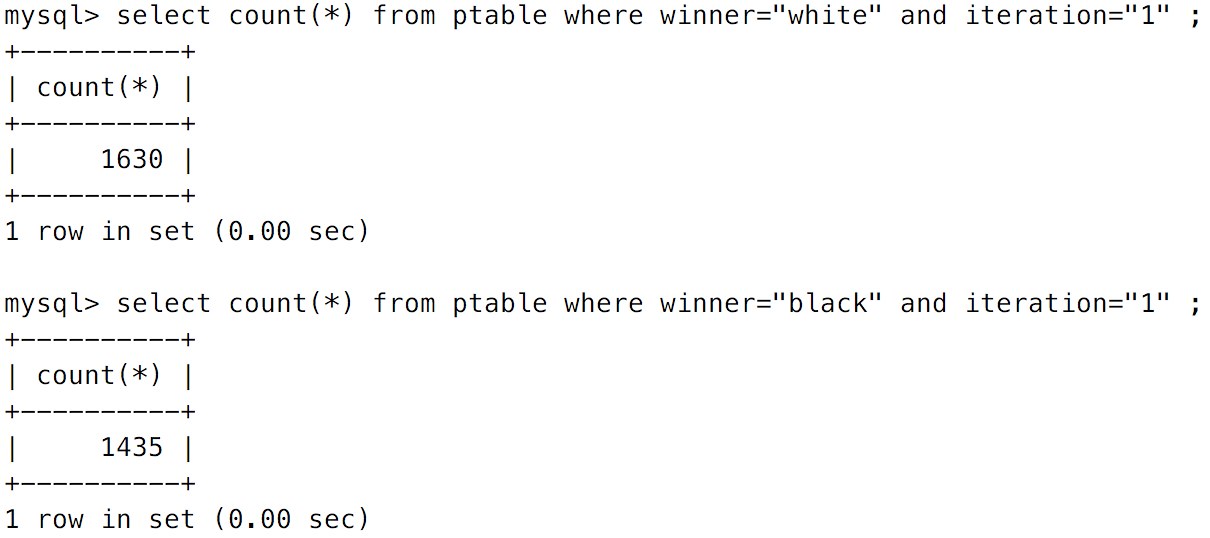 mysql> select count(*) from ptable where winner="white" and iteration="1" ;
+----------+
| count(*) |
+----------+
|     1630 |
+----------+
1 row in set (0.00 sec)

mysql> select count(*) from ptable where winner="black" and iteration="1" ;
+----------+
| count(*) |
+----------+
|     1435 |
+----------+
1 row in set (0.00 sec)